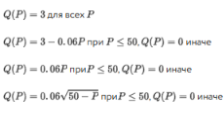 Q(P) = 3 для всех P
Q(P) = 3 − 0.06P при P ≤ 50, Q(P) = 0 иначе
Q(P) = 0.06P приP ≤ 50, Q(P) = 0 иначе
Q(P) = 0.06√(50 − P) приP ≤ 50, Q(P) = 0 иначе